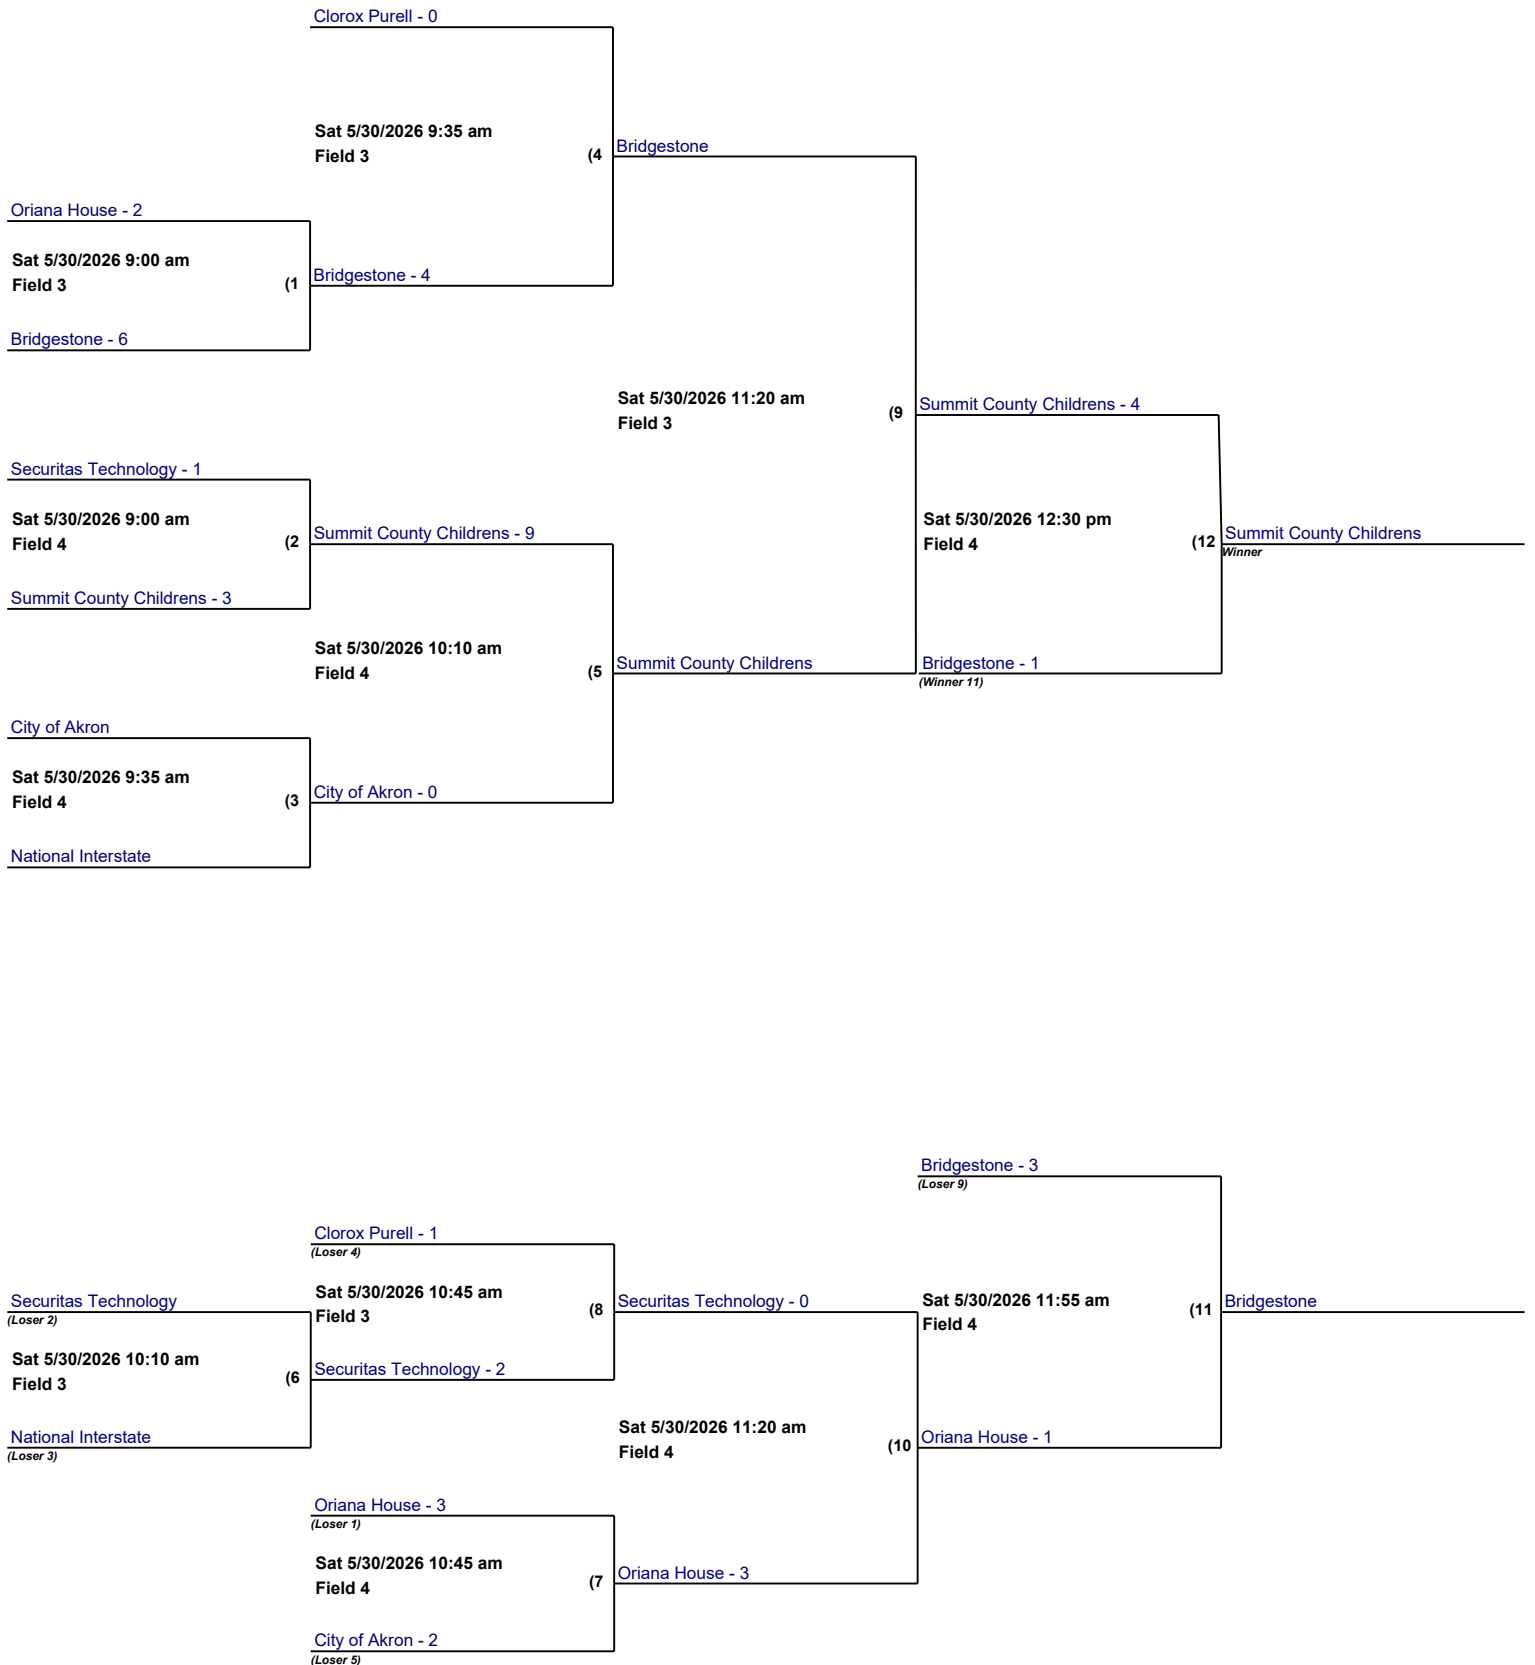 Clorox Purell - 0
Sat 5/30/2026 9:35 am
Field 3
(4
Bridgestone
Oriana House - 2
Sat 5/30/2026 9:00 am
Field 3
(1
Bridgestone - 4
Bridgestone - 6
Sat 5/30/2026 11:20 am
Field 3
(9
Summit County Childrens - 4
Securitas Technology - 1
Sat 5/30/2026 9:00 am
Field 4
(2
Summit County Childrens - 9
Summit County Childrens - 3
Sat 5/30/2026 12:30 pm
Field 4
(12
Summit County Childrens
Winner
Sat 5/30/2026 10:10 am
Field 4
(5
Summit County Childrens
Bridgestone - 1
(Winner 11)
City of Akron
Sat 5/30/2026 9:35 am
Field 4
(3
City of Akron - 0
National Interstate
Bridgestone - 3
(Loser 9)
Clorox Purell - 1
(Loser 4)
Securitas Technology
(Loser 2)
Sat 5/30/2026 10:45 am
Field 3
(8
Securitas Technology - 0
Sat 5/30/2026 11:55 am
Field 4
(11
Bridgestone
Sat 5/30/2026 10:10 am
Field 3
(6
Securitas Technology - 2
National Interstate
(Loser 3)
Sat 5/30/2026 11:20 am
Field 4
(10
Oriana House - 1
Oriana House - 3
(Loser 1)
Sat 5/30/2026 10:45 am
Field 4
(7
Oriana House - 3
City of Akron - 2
(Loser 5)